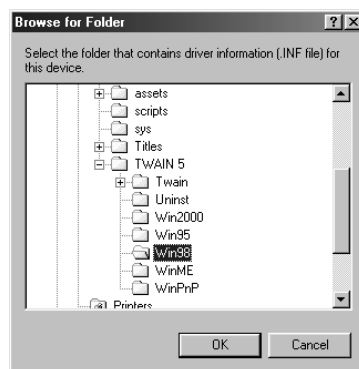 Browse for Folder
Select the folder that contains driver information (.INF file) for
this device.
assets
scripts
sys
Titles
TWAIN 5
Twain
Uninst
Win2000
Win95
Win98
WinME
WinPnP
Printers
OK Cancel